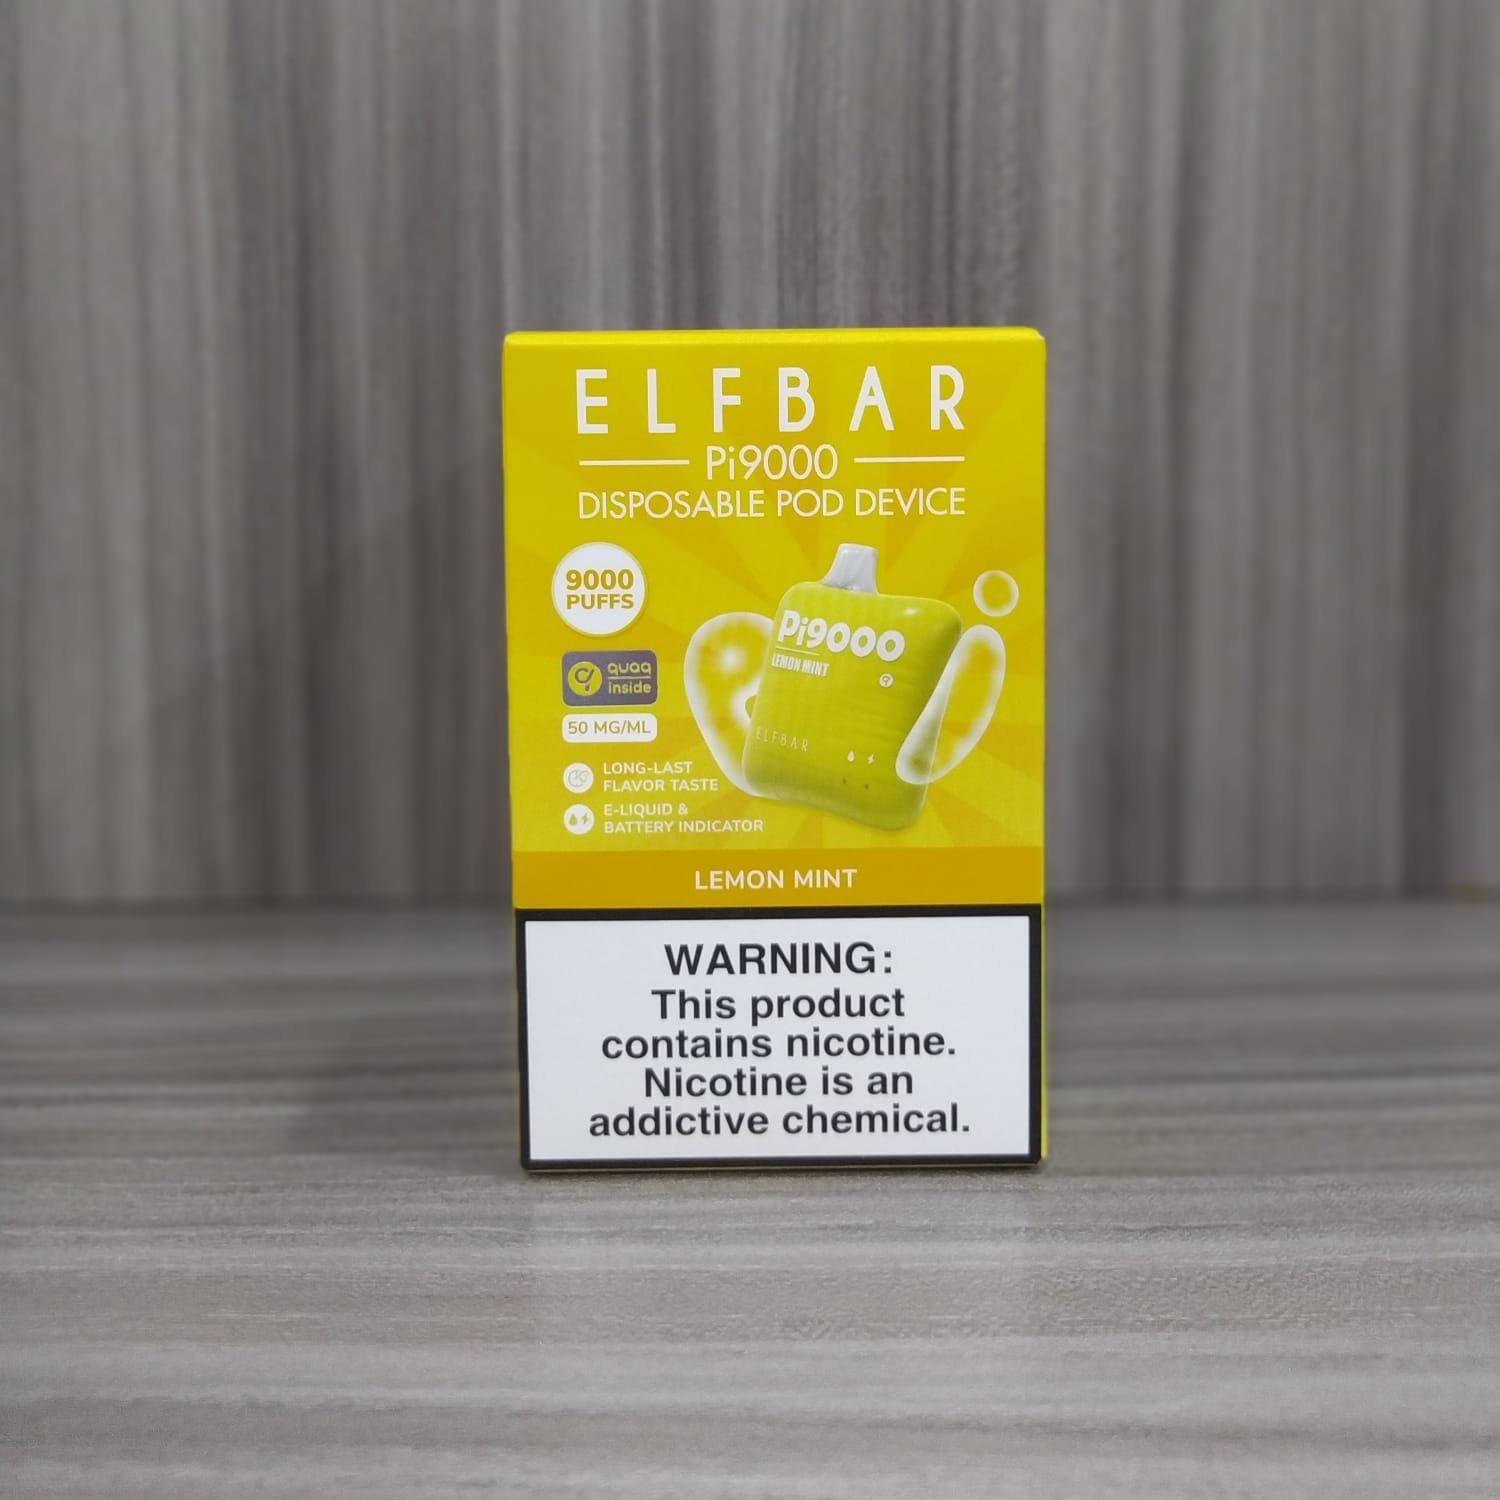 ELFBAR
Pi9000
DISPOSABLE POD DEVICE
9000
PUFFS
quaq
inside
50 MG/ML
LONG-LAST
FLAVOR TASTE
E-LIQUID &
BATTERY INDICATOR
Pi9000
LEMON MINT
ELFBAR
LEMON MINT
WARNING:
This product
contains nicotine.
Nicotine is an
addictive chemical.